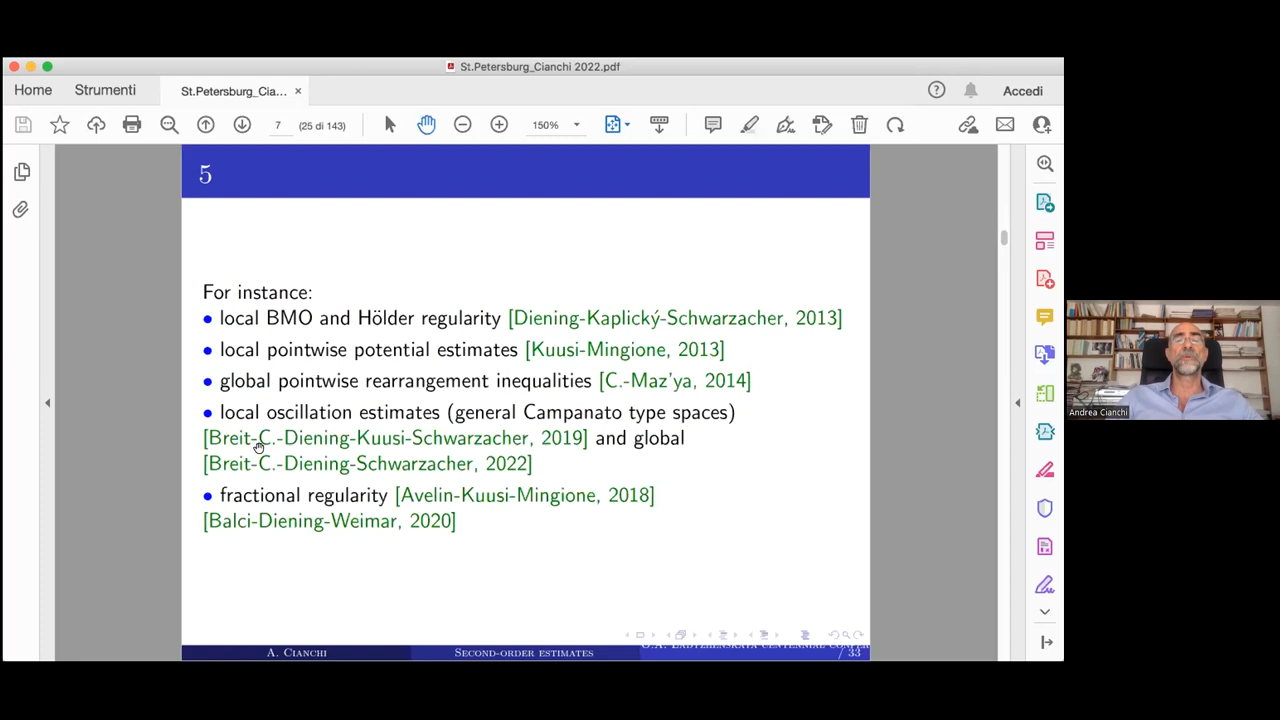 St.Petersburg_Cianchi 2022.pdf
Home Strumenti St.Petersburg_Cia... × Accedi
7 (25 di 143) 150%
5
For instance:
• local BMO and Hölder regularity [Diening-Kaplický-Schwarzacher, 2013]
• local pointwise potential estimates [Kuusi-Mingione, 2013]
• global pointwise rearrangement inequalities [C.-Maz'ya, 2014]
• local oscillation estimates (general Campanato type spaces)
[Breit-C.-Diening-Kuusi-Schwarzacher, 2019] and global
[Breit-C.-Diening-Schwarzacher, 2022]
• fractional regularity [Avelin-Kuusi-Mingione, 2018]
[Balci-Diening-Weimar, 2020]
A. Cianchi Second-order estimates / 33
Andrea Cianchi